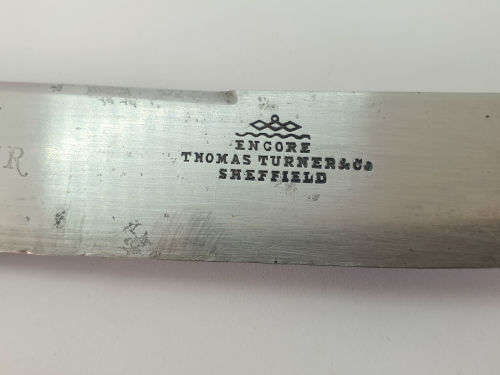 ENCORE
THOMAS TURNER & Co
SHEFFIELD
R